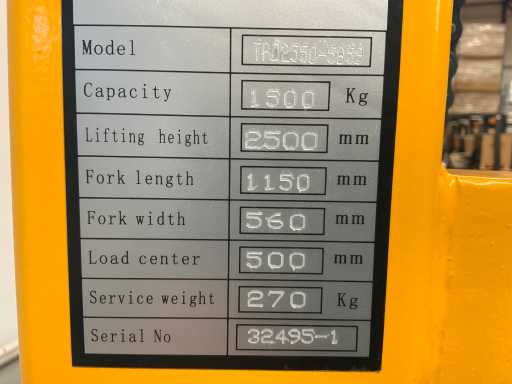 Model
Capacity 1500 Kg
Lifting height 2500 mm
Fork length 1150 mm
Fork width 560 mm
Load center 500 mm
Service weight 270 Kg
Serial No 32495-1